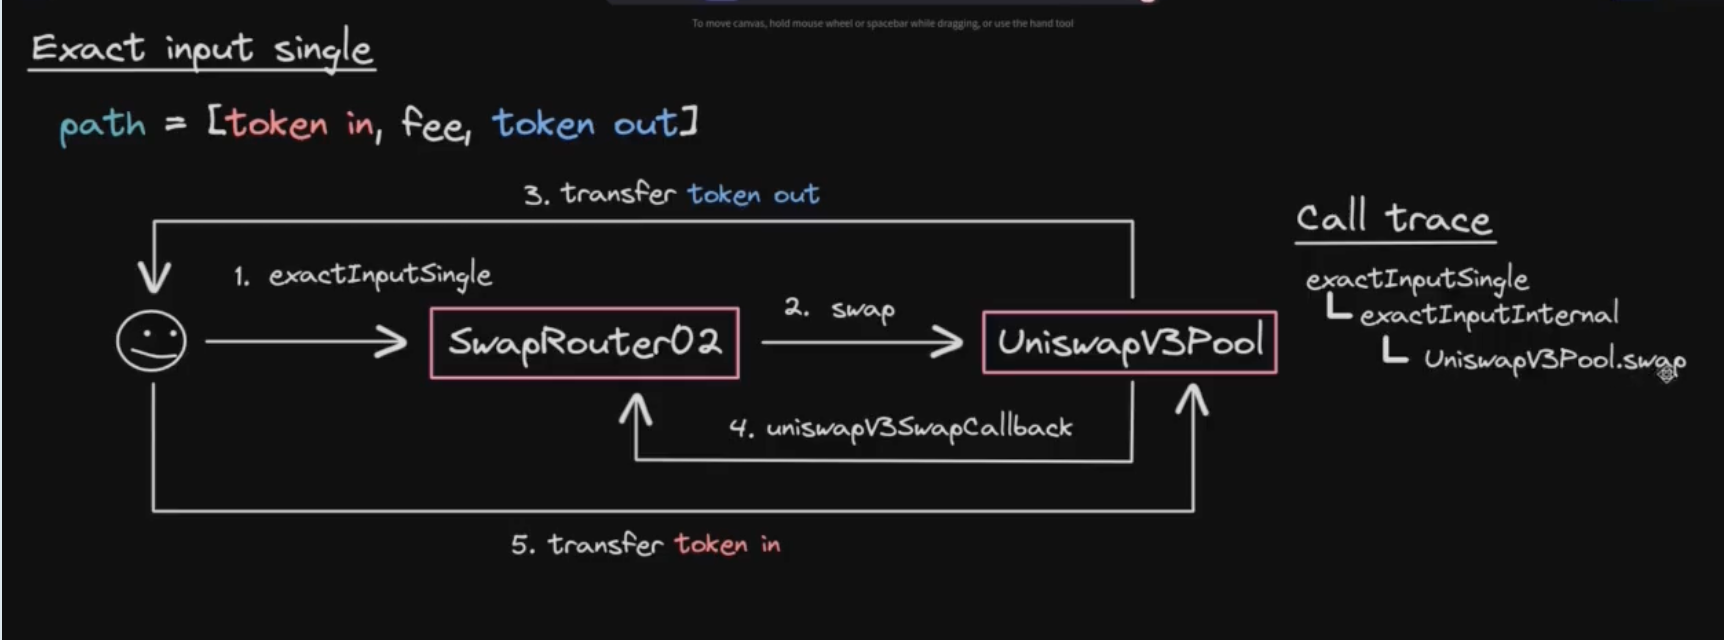 To move canvas, hold mouse wheel or spacebar while dragging, or use the hand tool
Exact input single
path = [token in, fee, token out]
3. transfer token out
1. exactInputSingle
SwapRouter02
2. swap
UniswapV3Pool
4. uniswapV3SwapCallback
5. transfer token in
Call trace
exactInputSingle
exactInputInternal
UniswapV3Pool.swap